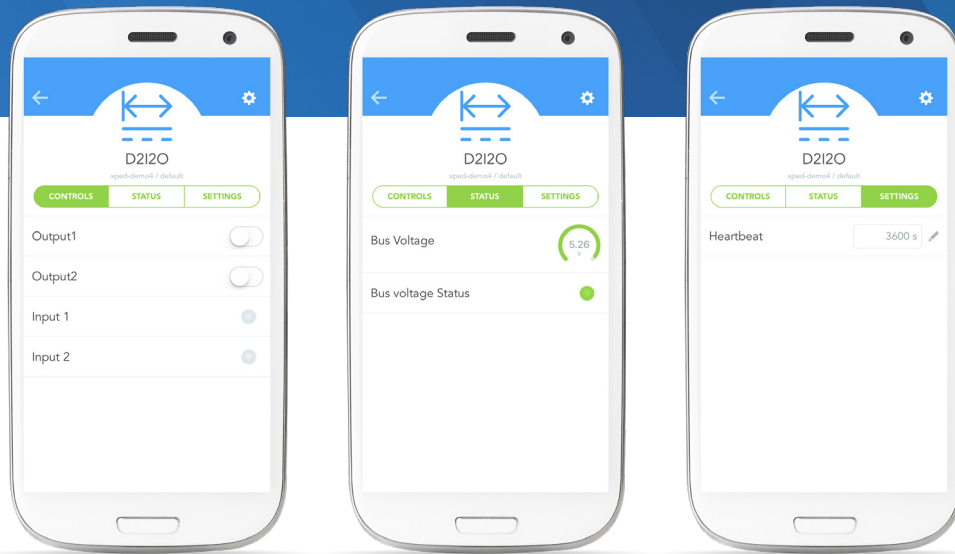 D2I2O
xped-demo4 / default
CONTROLS STATUS SETTINGS
Output1
Output2
Input 1
Input 2
D2I2O
xped-demo4 / default
CONTROLS STATUS SETTINGS
Bus Voltage
5.26
v
Bus voltage Status
D2I2O
xped-demo4 / default
CONTROLS STATUS SETTINGS
Heartbeat
3600 s